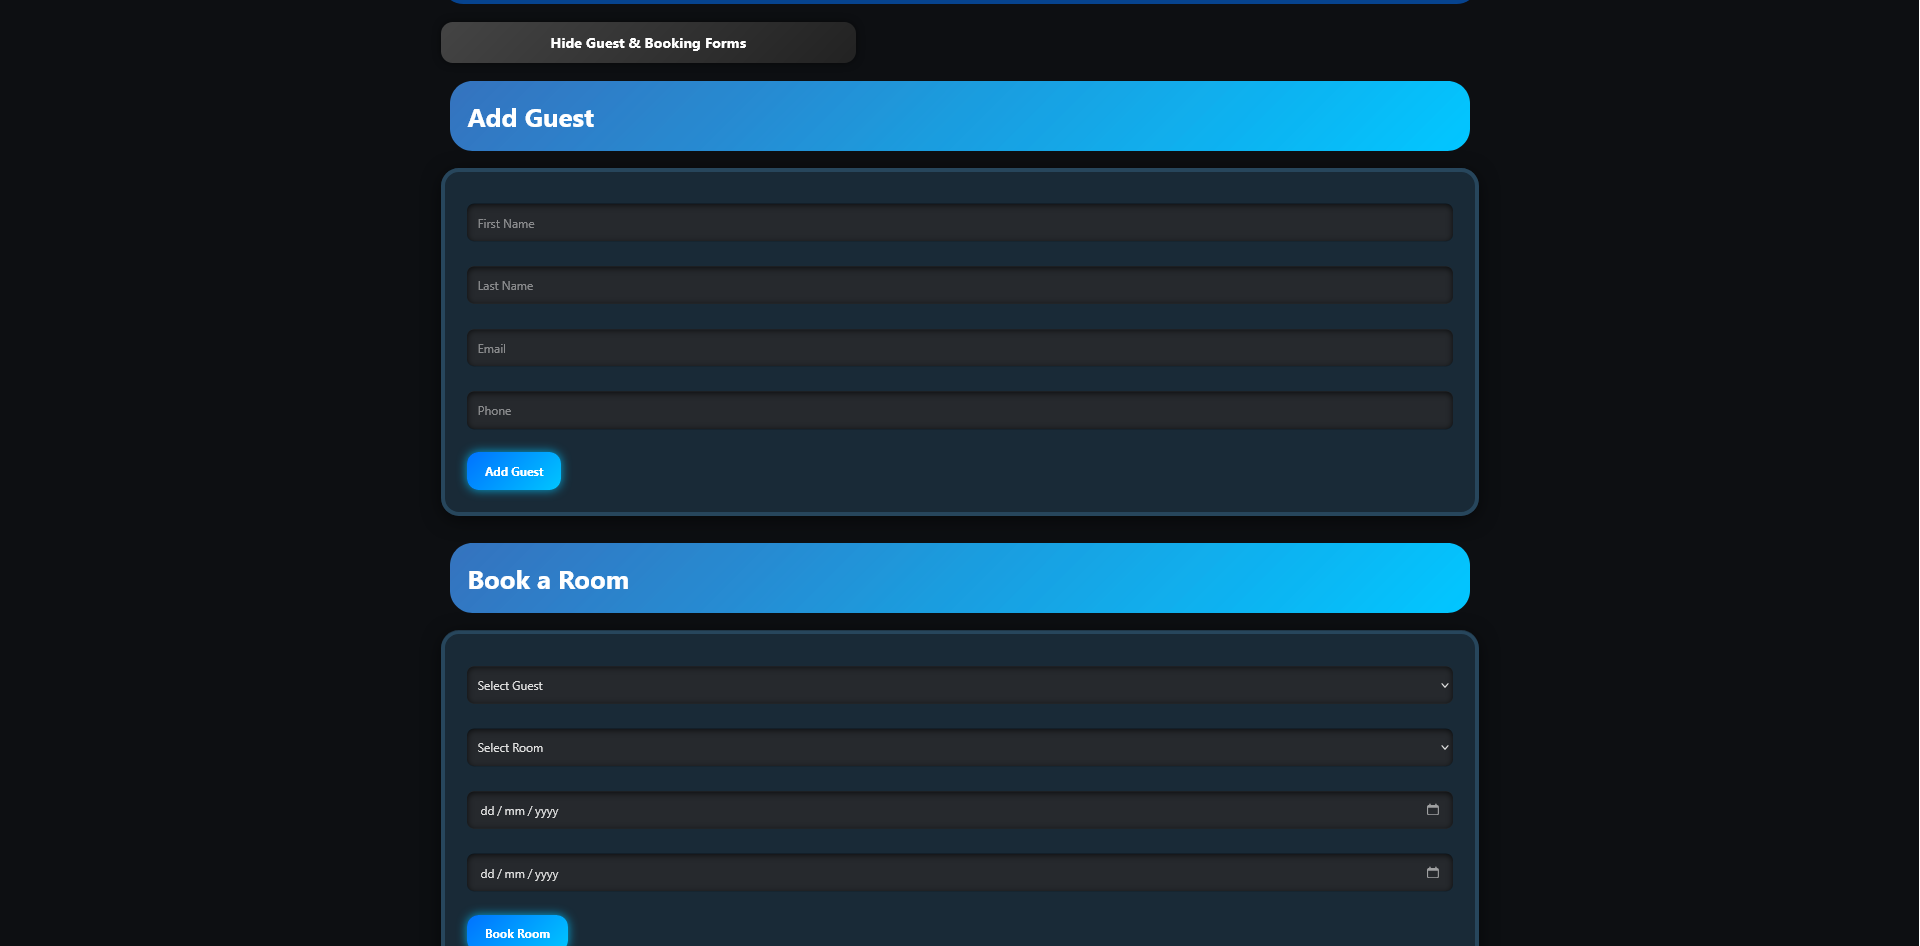 Hide Guest & Booking Forms
Add Guest
First Name
Last Name
Email
Phone
Add Guest
Book a Room
Select Guest
Select Room
dd / mm / yyyy
dd / mm / yyyy
Book Room